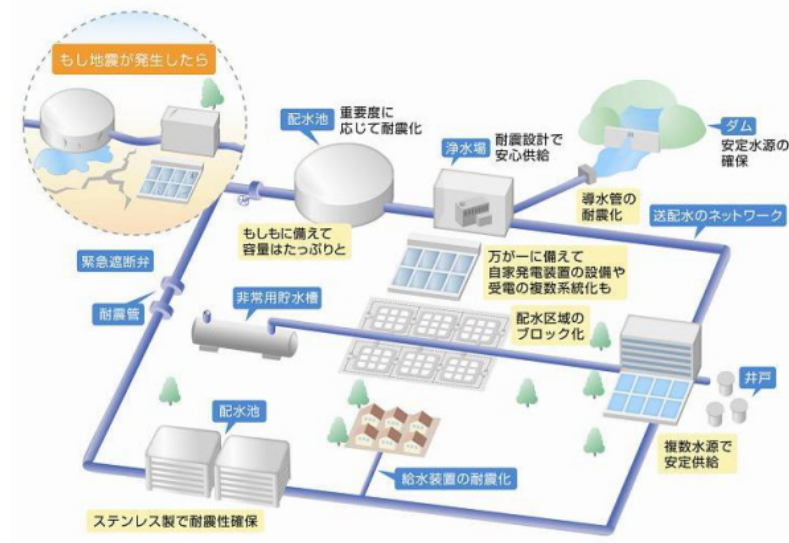 もし地震が発生したら
配水池
重要度に
応じて耐震化
浄水場
耐震設計で
安心供給
ダム
安定水源の
確保
導水管の
耐震化
送配水のネットワーク
もしもに備えて
容量はたっぷりと
万が一に備えて
自家発電装置の設備や
受電の複数系統化も
緊急遮断弁
耐震管
非常用貯水槽
配水区域の
ブロック化
井戸
複数水源で
安定供給
配水池
給水装置の耐震化
ステンレス製で耐震性確保